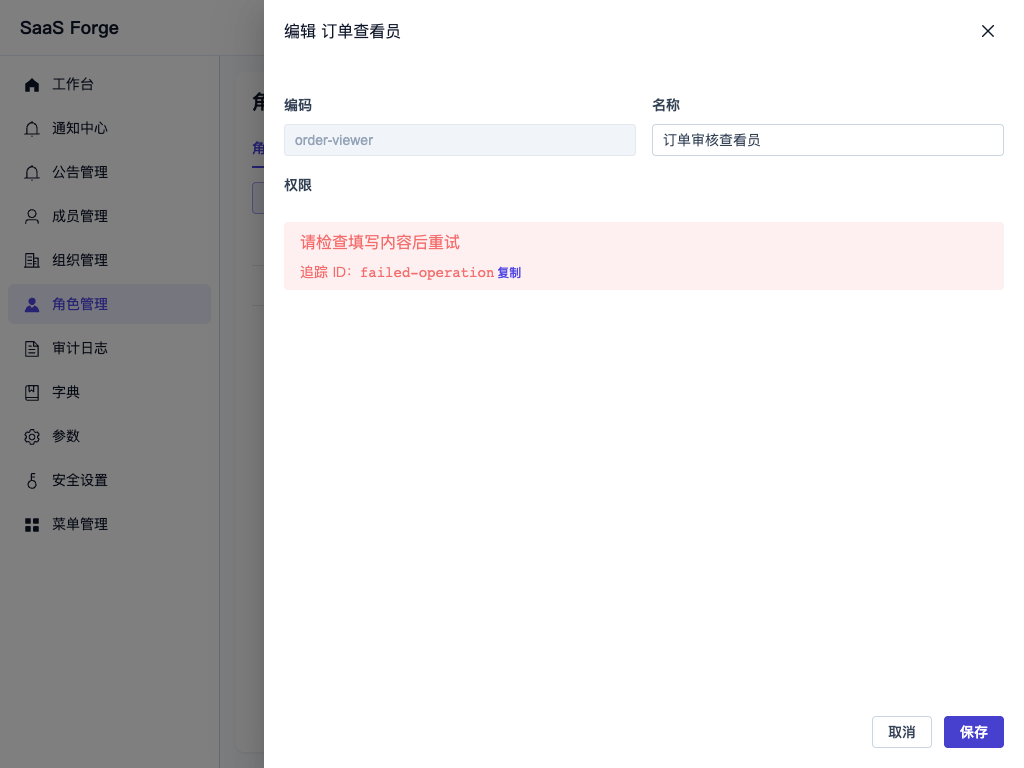 SaaS Forge
编辑 订单查看员
工作台
通知中心
公告管理
成员管理
组织管理
角色管理
审计日志
字典
参数
安全设置
菜单管理
角
角
编码
名称
order-viewer
订单审核查看员
权限
请检查填写内容后重试
追踪 ID：failed-operation 复制
取消
保存